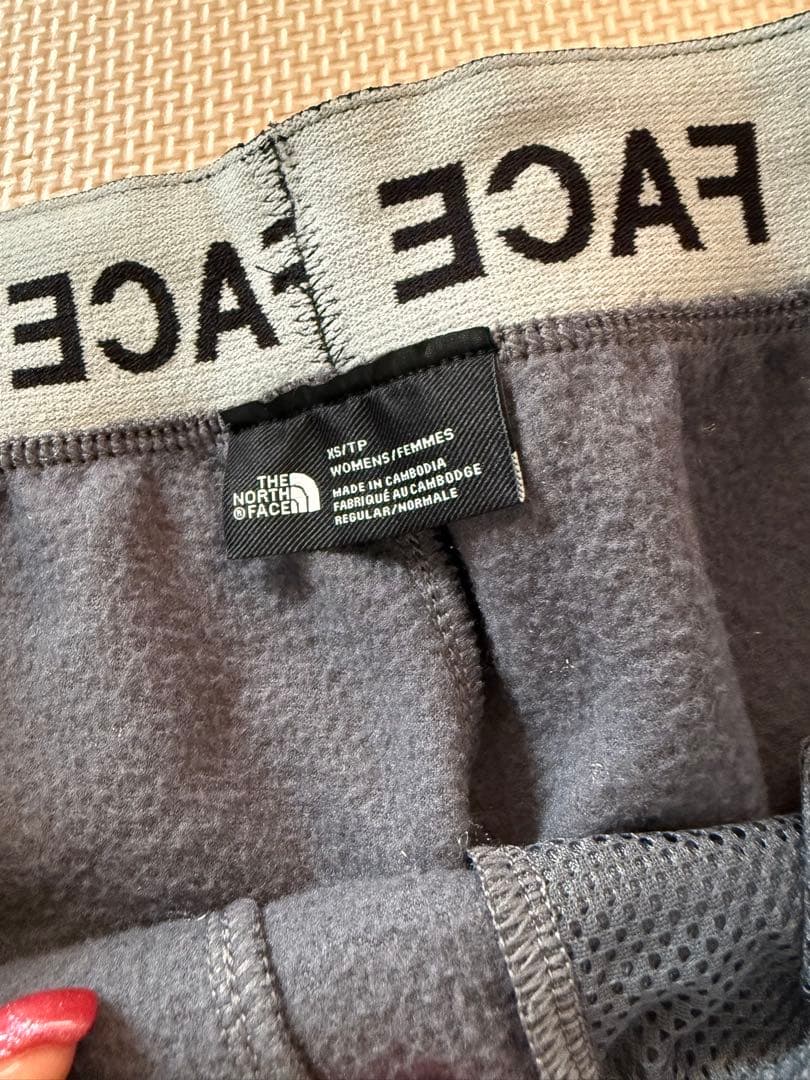 FACE
FACE
THE
NORTH
FACE®
XS/TP
WOMENS/FEMMES
MADE IN CAMBODIA
FABRIQUÉ AU CAMBODGE
REGULAR/NORMALE